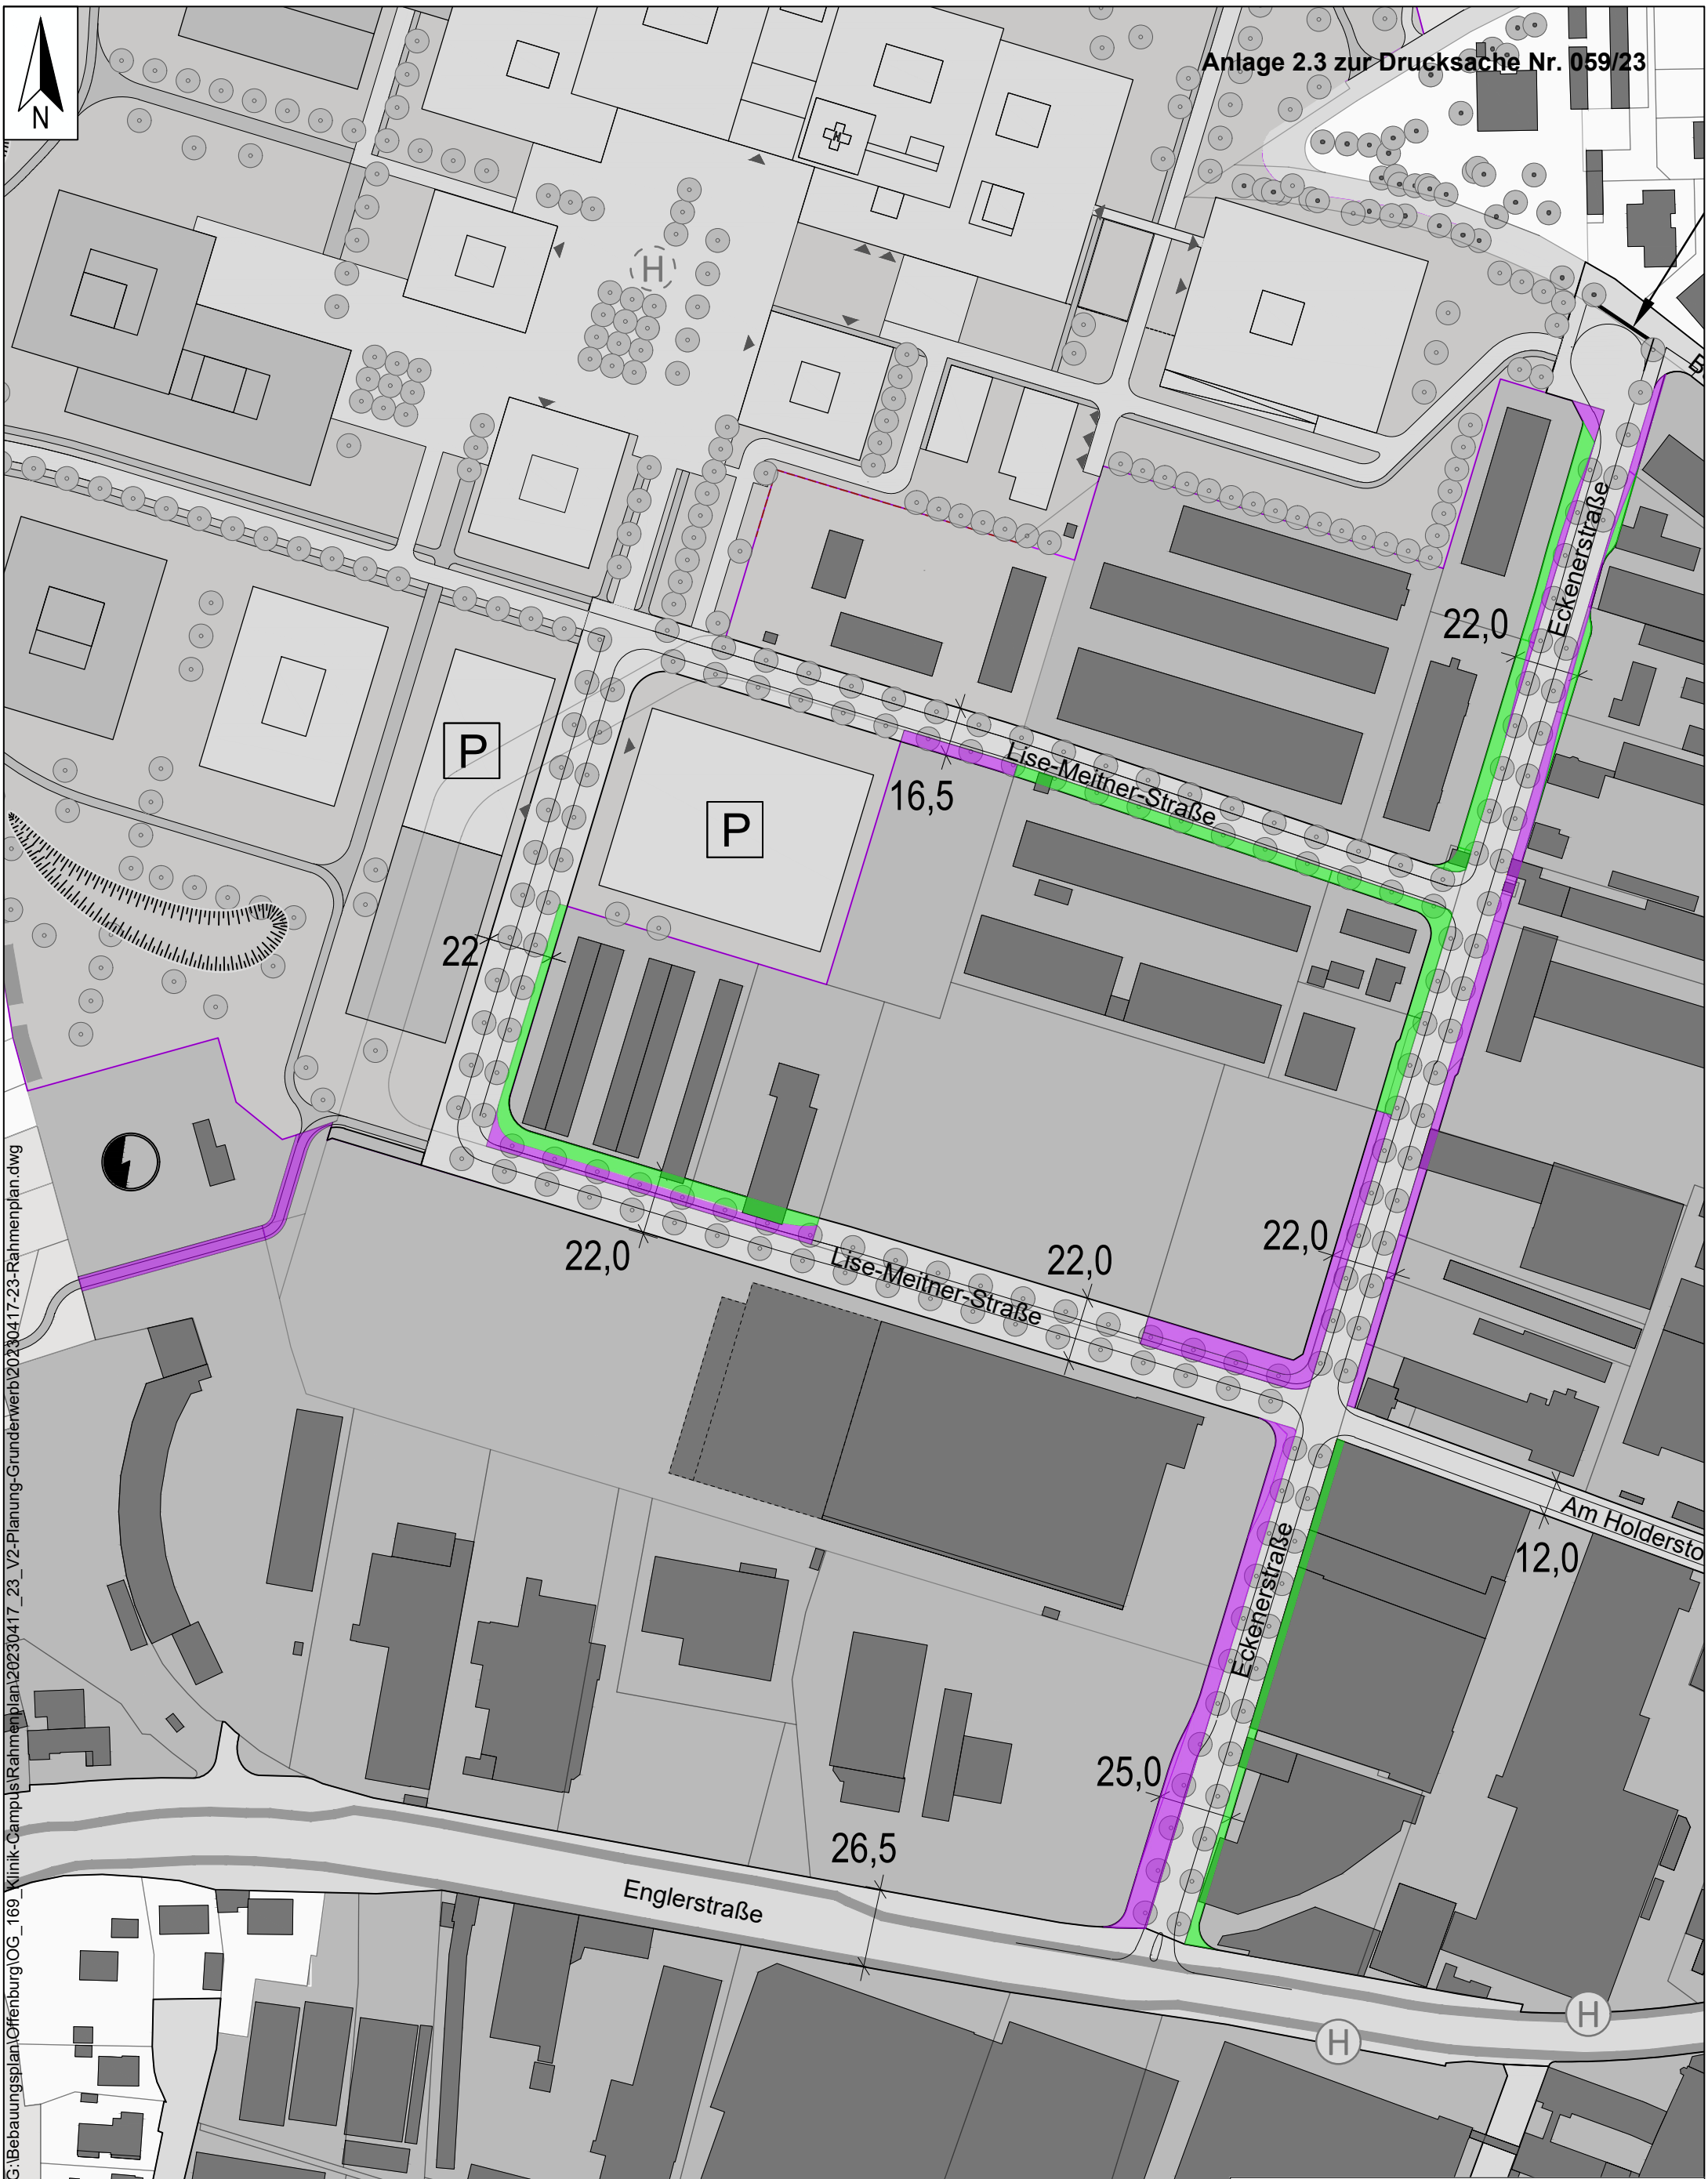 Anlage 2.3 zur Drucksache Nr. 059/23
N
H
H
Eckenerstraße
22,0
P
Lise-Meitner-Straße
16,5
P
22
22,0
22,0
22,0
Lise-Meitner-Straße
Am Holdersto
12,0
Eckenerstraße
25,0
26,5
Englerstraße
H
H
G:\Bebauungsplan\Offenburg\OG_169_Klinik-Campus\Rahmenplan\20230417_23_V2-Planung-Grunderwerb\20230417-23-Rahmenplan.dwg